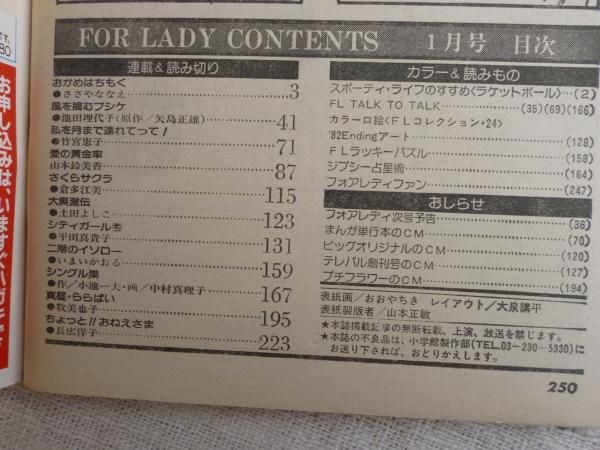 FOR LADY CONTENTS 1月号 目次
連載&読み切り
おかめはちもく
●ささやななえ 3
風を摘むプシケ
●池田理代子(原作/矢島正雄) 41
私を月まで連れてって!
●竹宮恵子 71
愛の黄金率
山本鈴美香 87
さくらサクラ
●倉多江美 115
大奥激伝
●土田よしこ 123
シティガール考
●平田真貴子 131
二階のイソロー
●いまいかおる 159
シングル巣
●作/小池一夫・画/中村真理子 167
真昼・ららばい
●牧美也子 195
ちょっと!!おねえさま
●長広洋子 223
カラー&読みもの
スポーティ・ライフのすすめ〈ラケットボール〉…(2)
FL TALK TO TALK (35)(69)(166)
カラー口絵〈FLコレクション・24〉
'82Endingアート (128)
FLラッキーパズル (158)
ジプシー占星術 (164)
フォアレディファン (247)
おしらせ
フォアレディ次号予告 (36)
まんが単行本のCM (70)
ビッグオリジナルのCM (120)
テレパル創刊号のCM (127)
プチフラワーのCM (194)
表紙画/おおやちき レイアウト/大泉講平
表紙製版者/山本正敏
★本誌掲載記事の無断転載、上演、放送を禁じます。
★本誌の不良品は、小学館製作部(TEL.03-230-5330)に
お送り下されば、おとりかえします。
250
です。
80
お申し込みは、いますぐハガキで